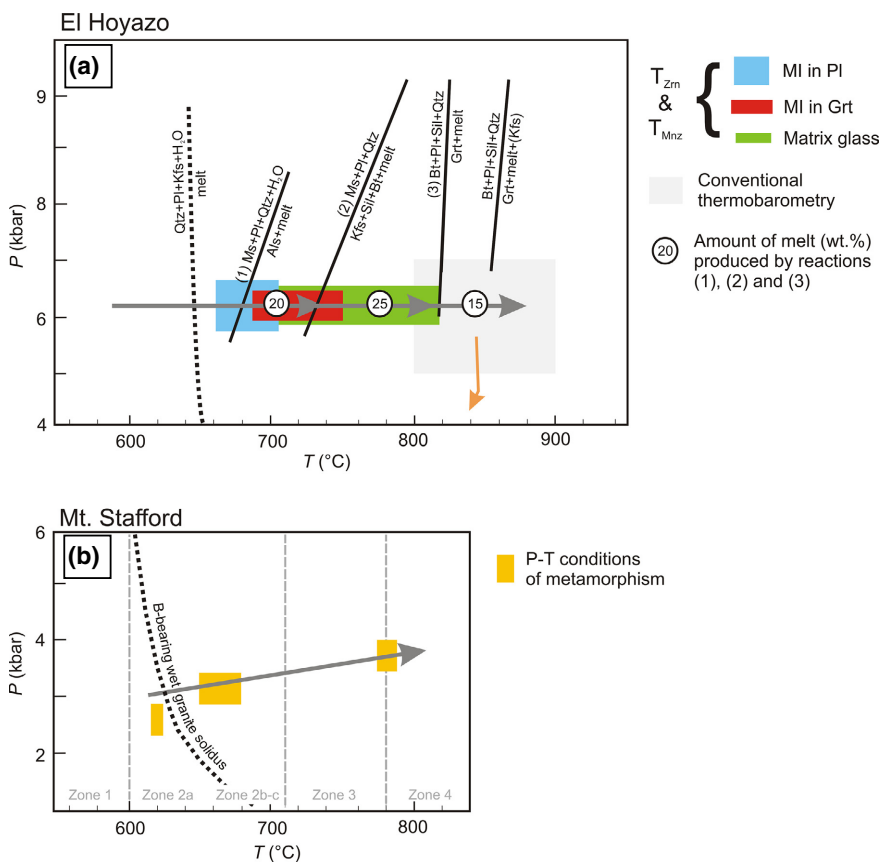 El Hoyazo
(a)
9
8
6
4
P (kbar)
600
700
800
900
T (°C)
Qtz+Pl+Kfs+H2O
melt
(1) Ms+Pl+Qtz+H2O
Als+melt
(2) Ms+Pl+Qtz
Kfs+Sil+Bt+melt
(3) Bt+Pl+Sil+Qtz
Grt+melt
Bt+Pl+Sil+Qtz
Grt+melt+(Kfs)
20
25
15
TZrn
&
TMnz
{
MI in Pl
MI in Grt
Matrix glass
Conventional
thermobarometry
20
Amount of melt (wt.%)
produced by reactions
(1), (2) and (3)
Mt. Stafford
(b)
6
4
2
P (kbar)
B-bearing wet granite solidus
Zone 1
Zone 2a
Zone 2b-c
Zone 3
Zone 4
600
700
800
T (°C)
P-T conditions
of metamorphism